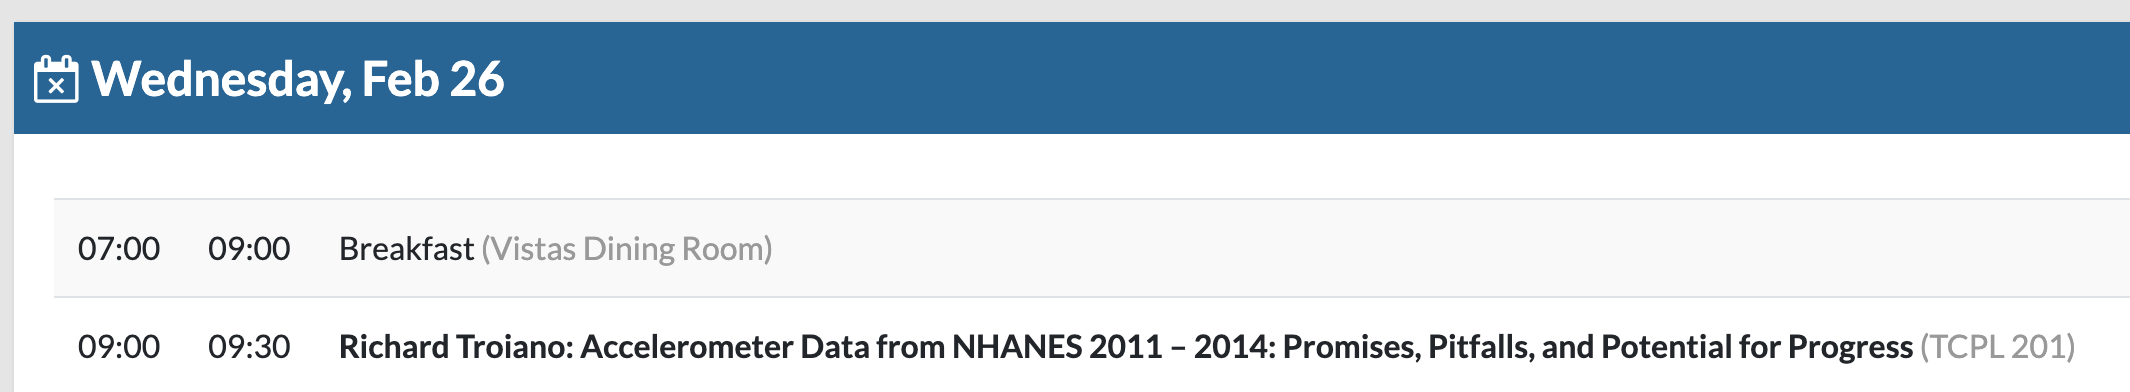 Wednesday, Feb 26
07:00 09:00 Breakfast (Vistas Dining Room)
09:00 09:30 Richard Troiano: Accelerometer Data from NHANES 2011 – 2014: Promises, Pitfalls, and Potential for Progress (TCPL 201)